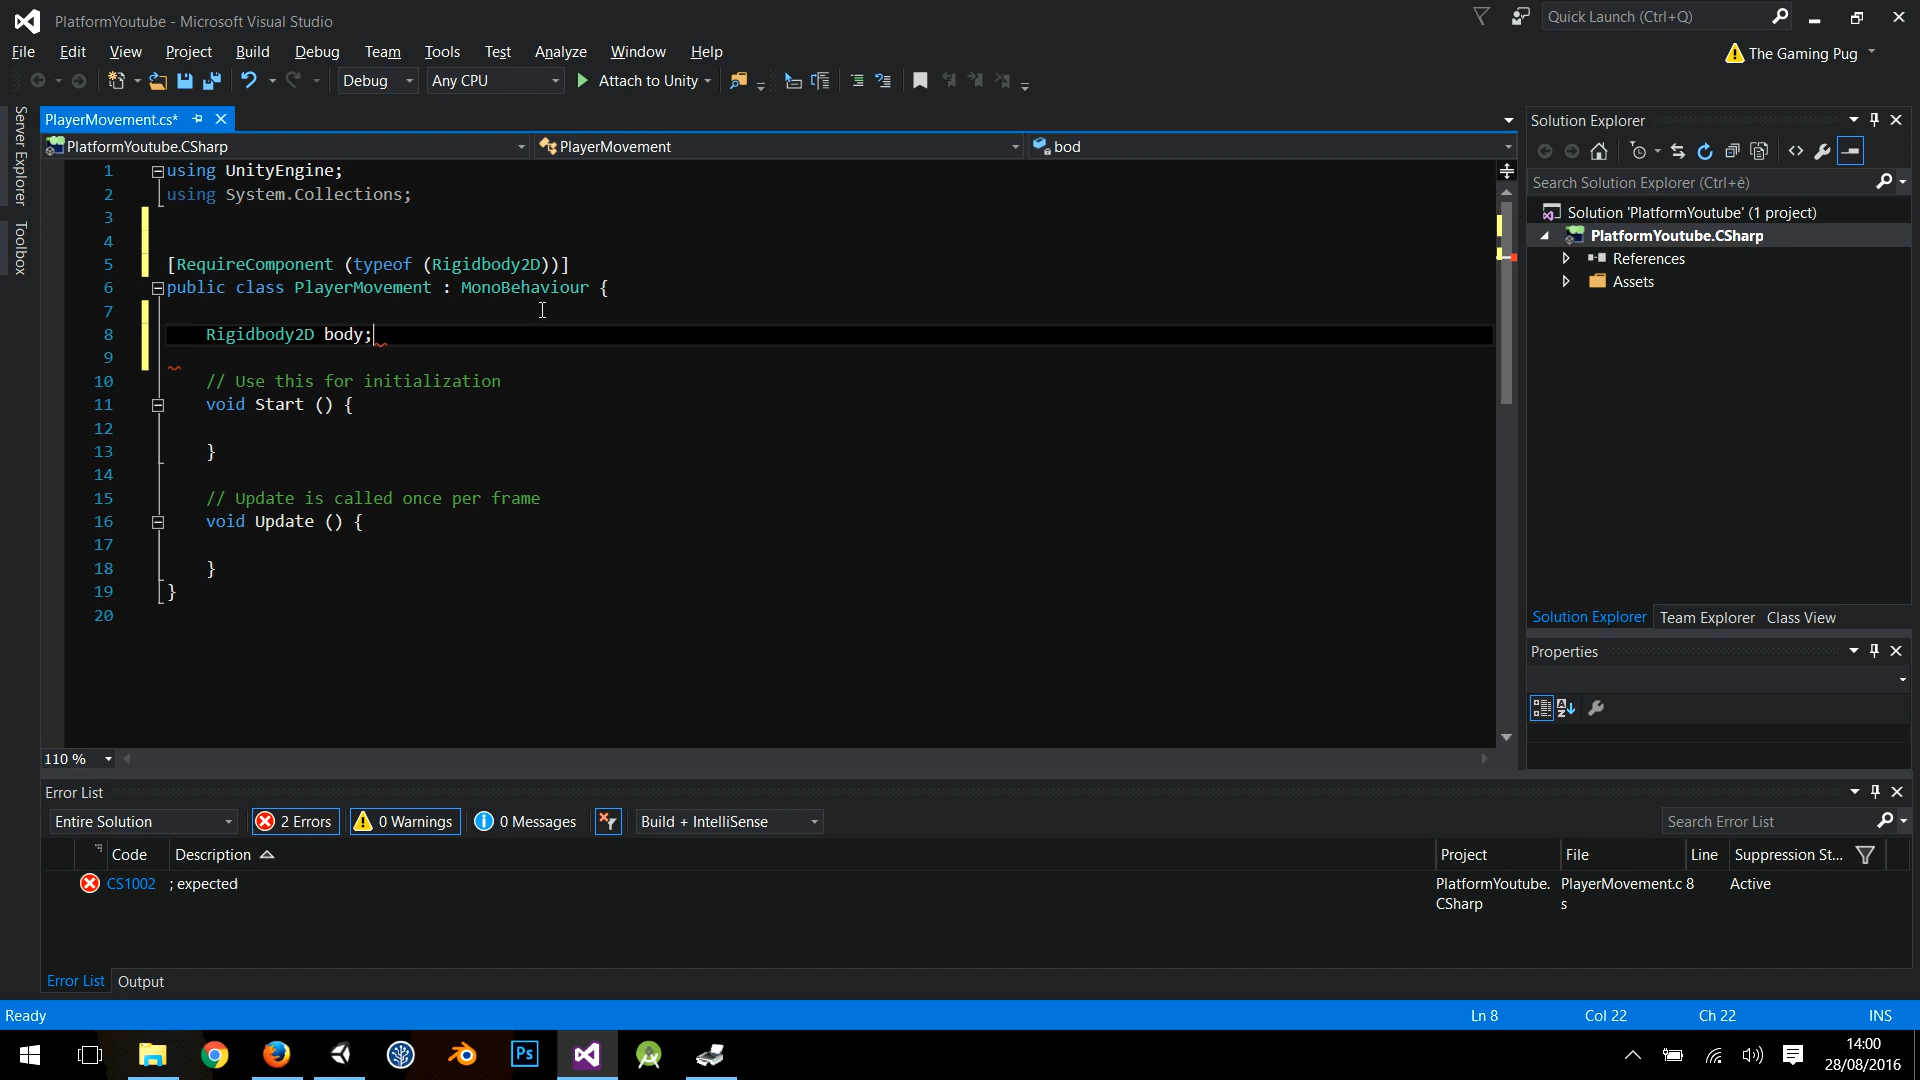 PlatformYoutube - Microsoft Visual Studio
Quick Launch (Ctrl+Q)
File Edit View Project Build Debug Team Tools Test Analyze Window Help
The Gaming Pug
Debug Any CPU Attach to Unity
Server Explorer
Toolbox
PlayerMovement.cs*
PlatformYoutube.CSharp PlayerMovement bod
1 using UnityEngine;
2 using System.Collections;
3
4
5 [RequireComponent (typeof (Rigidbody2D))]
6 public class PlayerMovement : MonoBehaviour {
7
8 Rigidbody2D body;
9
10 // Use this for initialization
11 void Start () {
12
13 }
14
15 // Update is called once per frame
16 void Update () {
17
18 }
19 }
20
110 %
Solution Explorer
Search Solution Explorer (Ctrl+è)
Solution 'PlatformYoutube' (1 project)
PlatformYoutube.CSharp
References
Assets
Solution Explorer Team Explorer Class View
Properties
Error List
Entire Solution 2 Errors 0 Warnings 0 Messages Build + IntelliSense Search Error List
Code Description Project File Line Suppression St...
CS1002 ; expected PlatformYoutube. PlayerMovement.c 8 Active
CSharp s
Error List Output
Ready Ln 8 Col 22 Ch 22 INS
Ps
14:00
28/08/2016